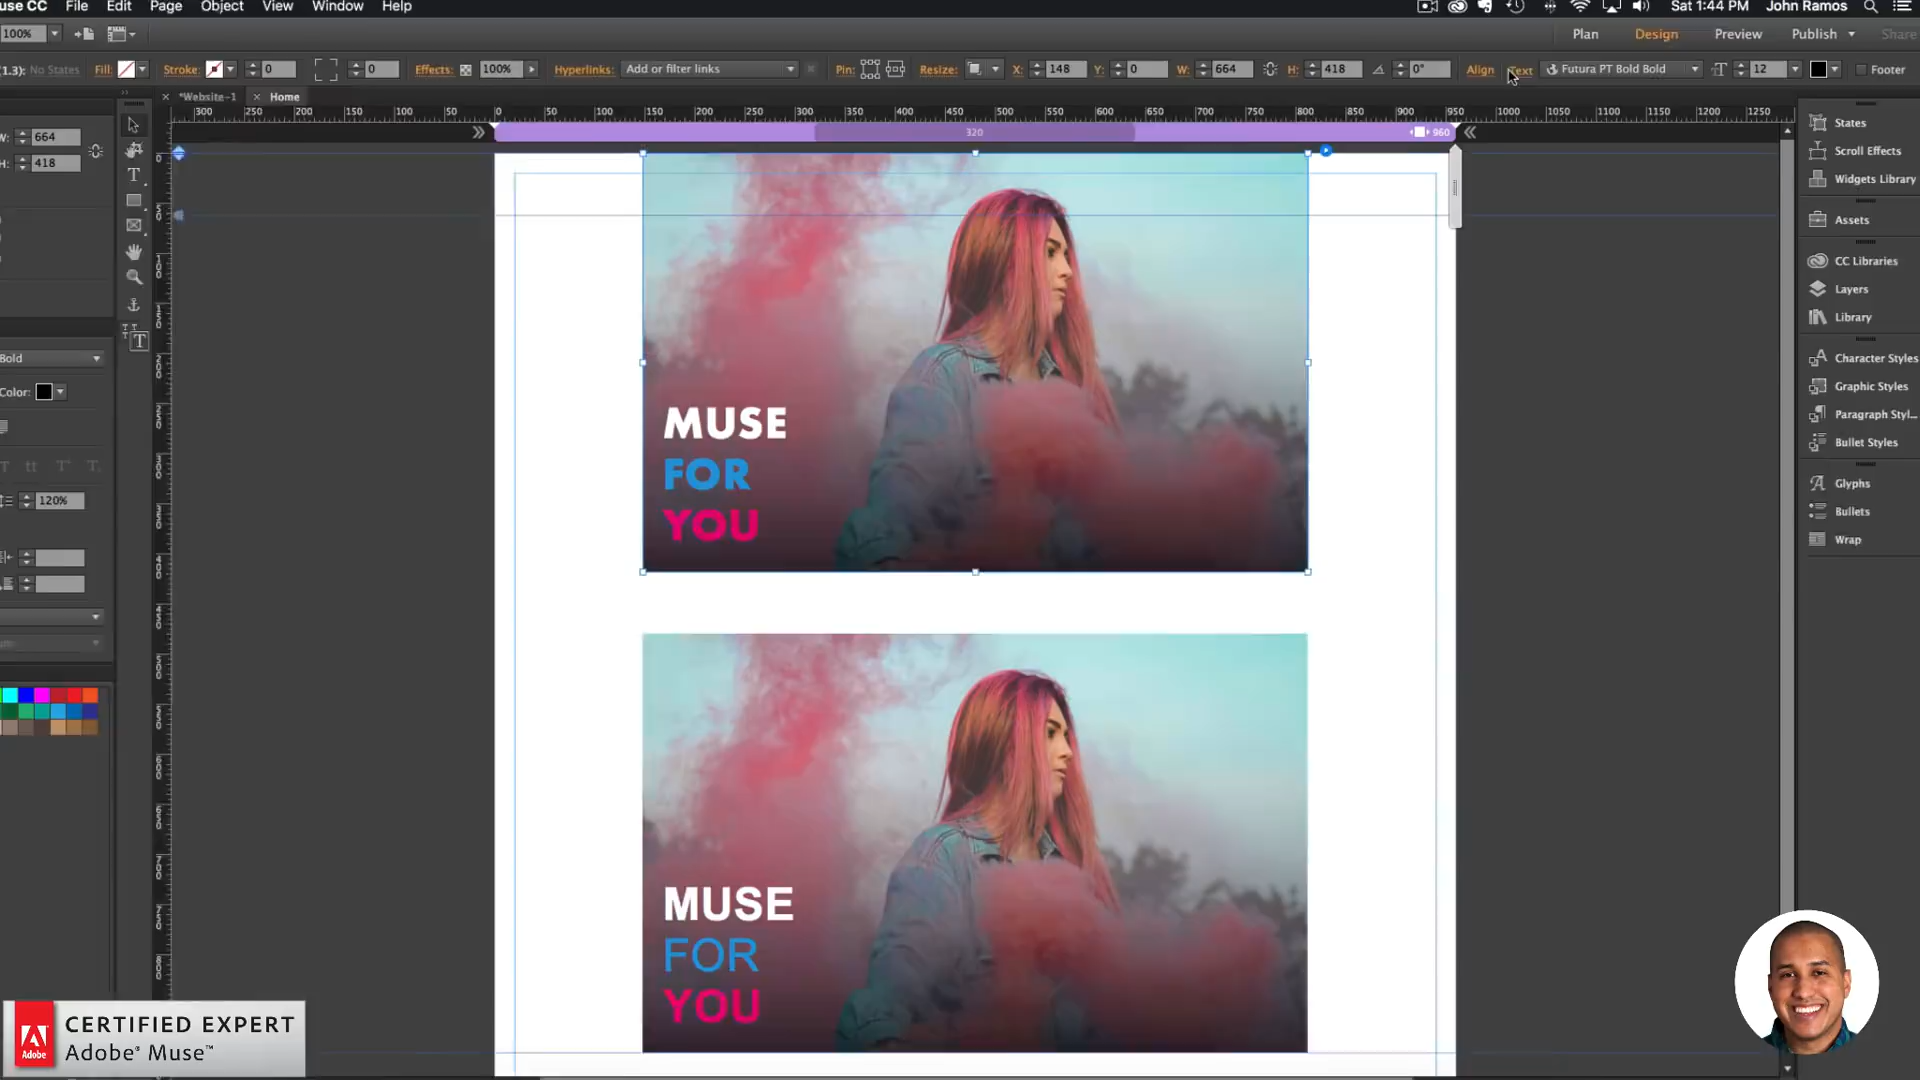 use CC File Edit Page Object View Window Help Sat 1:44 PM John Ramos
100% Plan Design Preview Publish Share
(1.3): No States Fill: Stroke: 0 0 Effects: 100% Hyperlinks: Add or filter links Pin: Resize: X: 148 Y: 0 W: 664 H: 418 0° Align Text Futura PT Bold Bold 12 Footer
*Website-1 Home
300 250 200 150 100 50 0 50 100 150 200 250 300 350 400 450 500 550 600 650 700 750 800 850 900 950 1000 1050 1100 1150 1200 1250
320 960
W: 664
H: 418
Bold
Color:
120%
States
Scroll Effects
Widgets Library
Assets
CC Libraries
Layers
Library
Character Styles
Graphic Styles
Paragraph Styl...
Bullet Styles
Glyphs
Bullets
Wrap
MUSE
FOR
YOU
MUSE
FOR
YOU
Adobe
CERTIFIED EXPERT
Adobe® Muse™